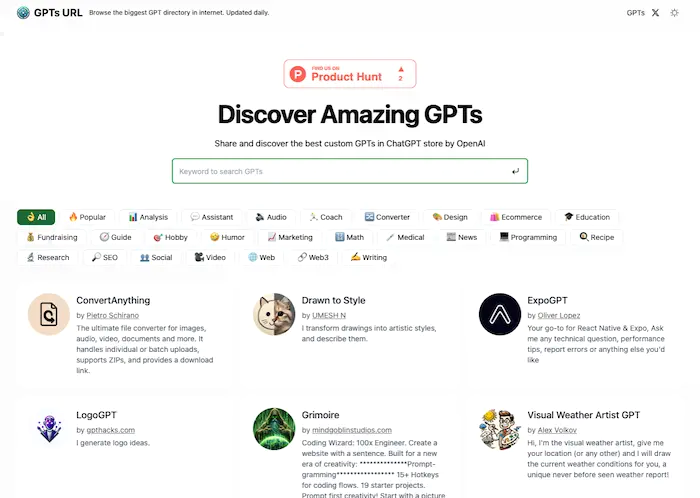 GPTs URL Browse the biggest GPT directory in internet. Updated daily. GPTs
FIND US ON
Product Hunt 2
Discover Amazing GPTs
Share and discover the best custom GPTs in ChatGPT store by OpenAI
Keyword to search GPTs
All Popular Analysis Assistant Audio Coach Converter Design Ecommerce Education
Fundraising Guide Hobby Humor Marketing Math Medical News Programming Recipe
Research SEO Social Video Web Web3 Writing
ConvertAnything
by Pietro Schirano
The ultimate file converter for images,
audio, video, documents and more. It
handles individual or batch uploads,
supports ZIPs, and provides a download
link.
Drawn to Style
by UMESH N
I transform drawings into artistic styles,
and describe them.
ExpoGPT
by Oliver Lopez
Your go-to for React Native & Expo, Ask
me any technical question, performance
tips, report errors or anything else you'd
like
LogoGPT
by gpthacks.com
I generate logo ideas.
Grimoire
by mindgoblinstudios.com
Coding Wizard: 100x Engineer. Create a
website with a sentence. Built for a new
era of creativity: **************Prompt-
gramming***************** 15+ Hotkeys
for coding flows. 19 starter projects.
Prompt first creativity! Start with a picture
Visual Weather Artist GPT
by Alex Volkov
Hi, I'm the visual weather artist, give me
your location (or any location) and I will draw
the current weather conditions for you, a
unique never before seen weather report!